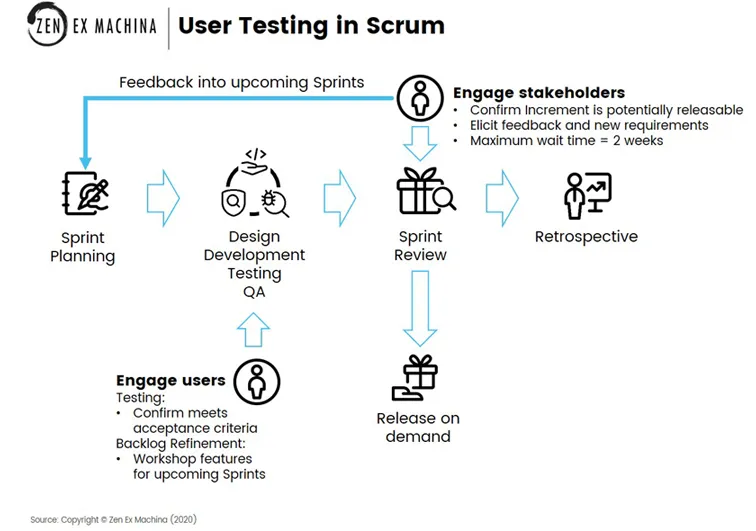 ZEN EX MACHINA
User Testing in Scrum
Feedback into upcoming Sprints
Engage stakeholders
• Confirm Increment is potentially releasable
• Elicit feedback and new requirements
• Maximum wait time = 2 weeks
</>
Sprint
Planning
Design
Development
Testing
QA
Sprint
Review
Retrospective
Engage users
Testing:
• Confirm meets
acceptance criteria
Backlog Refinement:
• Workshop features
for upcoming Sprints
Release on
demand
Source: Copyright © Zen Ex Machina (2020)